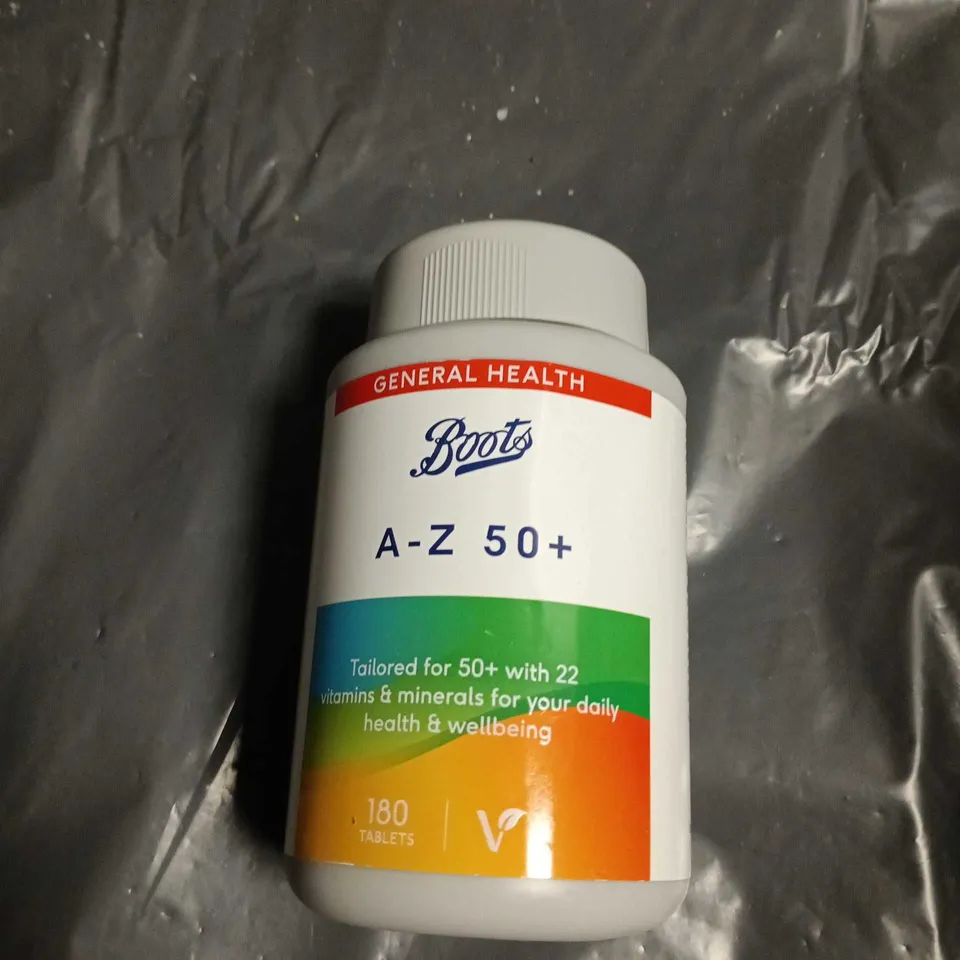 GENERAL HEALTH
Boots
A-Z 50+
Tailored for 50+ with 22
vitamins & minerals for your daily
health & wellbeing
180
TABLETS
V